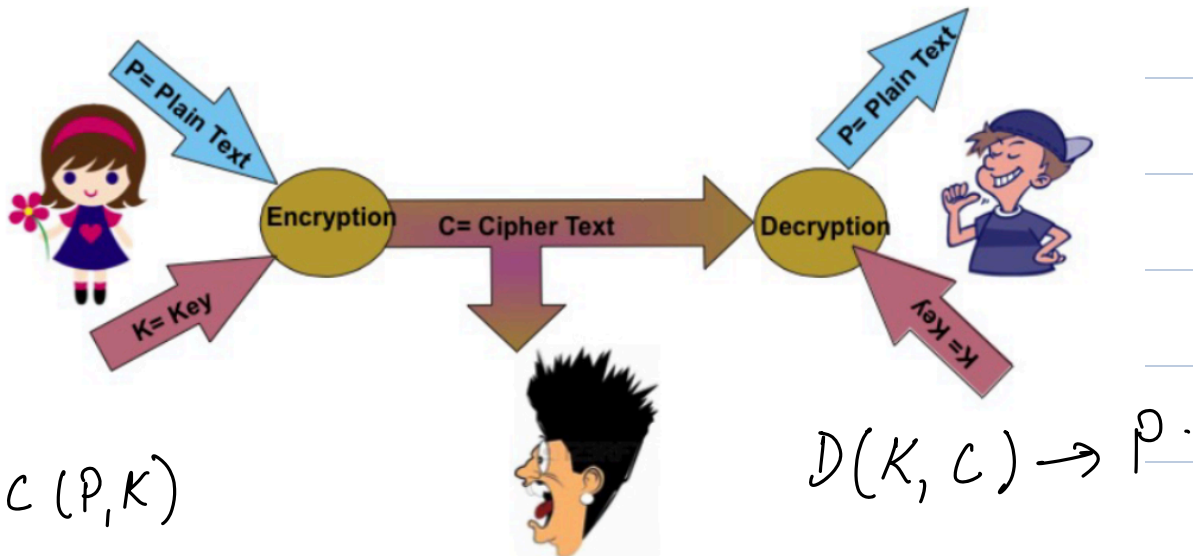 P= Plain Text
P= Plain Text
Encryption
C= Cipher Text
Decryption
K= Key
K= Key
C (P, K)
D(K, C) → P.